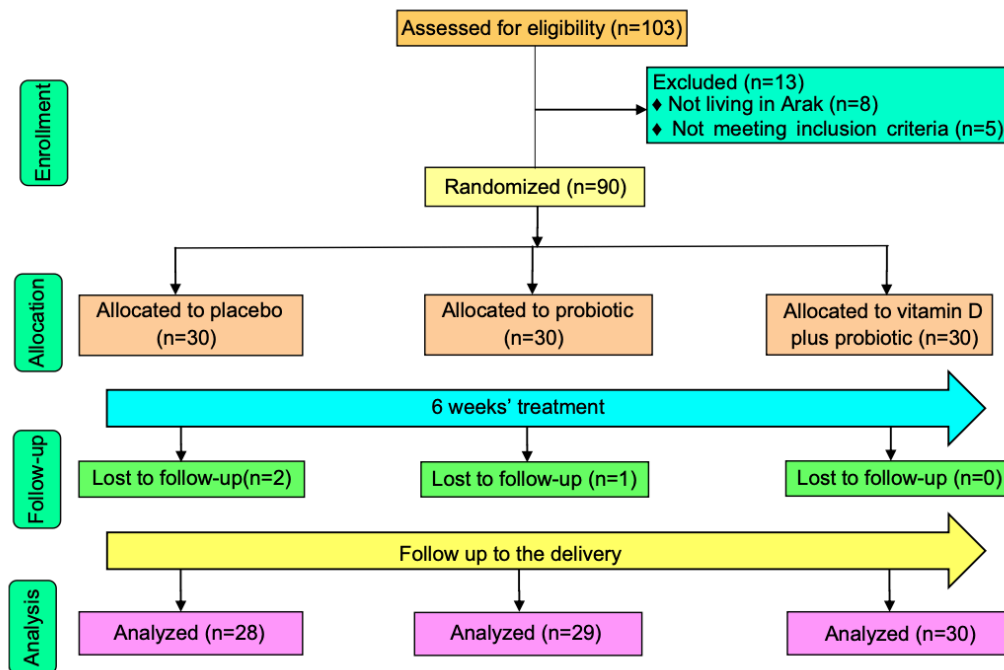 Assessed for eligibility (n=103)
Enrollment
Excluded (n=13)
♦ Not living in Arak (n=8)
♦ Not meeting inclusion criteria (n=5)
Randomized (n=90)
Allocation
Allocated to placebo
(n=30)
Allocated to probiotic
(n=30)
Allocated to vitamin D
plus probiotic (n=30)
6 weeks’ treatment
Follow-up
Lost to follow-up(n=2)
Lost to follow-up (n=1)
Lost to follow-up (n=0)
Follow up to the delivery
Analysis
Analyzed (n=28)
Analyzed (n=29)
Analyzed (n=30)